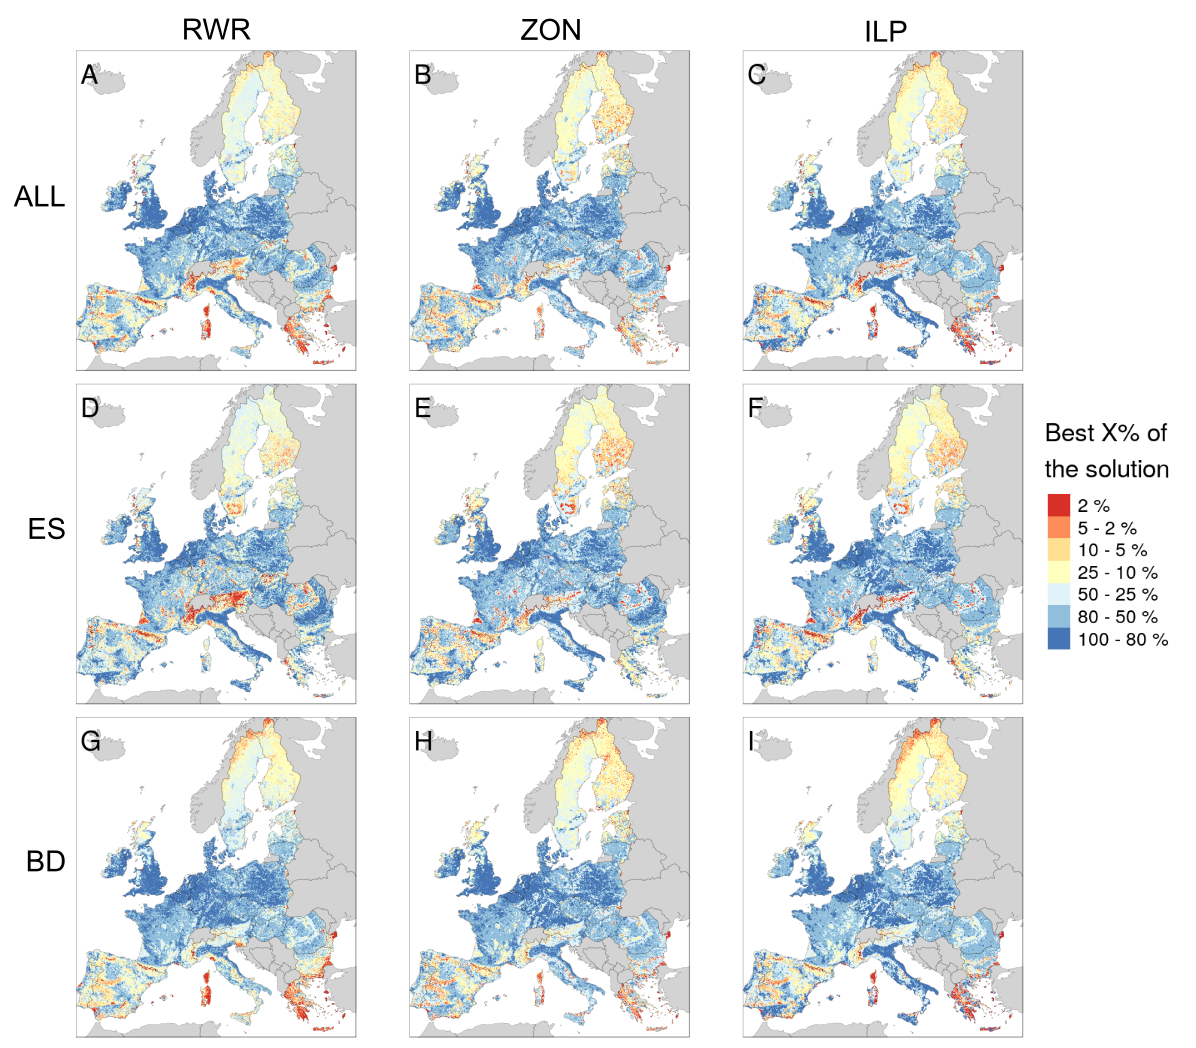 RWR ZON ILP
A B C
ALL
D E F
ES
G H I
BD
Best X% of
the solution
2 %
5 - 2 %
10 - 5 %
25 - 10 %
50 - 25 %
80 - 50 %
100 - 80 %